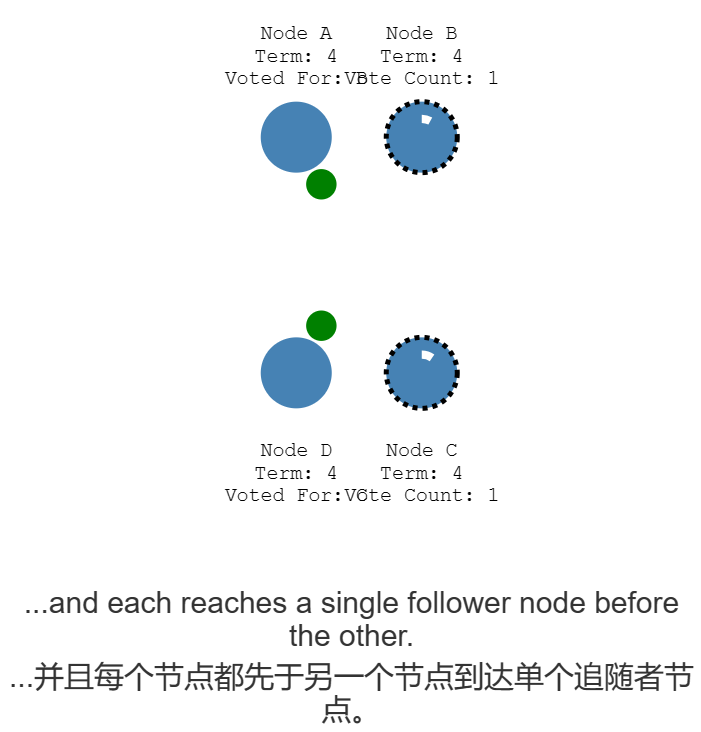 Node A Node B
Term: 4 Term: 4
Voted For: B Vote Count: 1
Node D Node C
Term: 4 Term: 4
Voted For: C Vote Count: 1
...and each reaches a single follower node before
the other.
...并且每个节点都先于另一个节点到达单个追随者节
点。